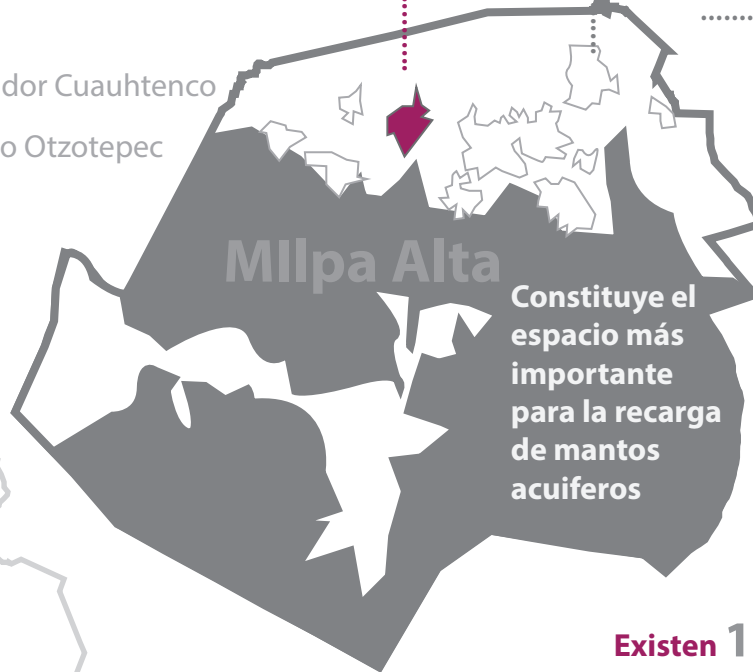 dor Cuauhtenco
o Otzotepec
MIlpa Alta
Constituye el
espacio más
importante
para la recarga
de mantos
acuiferos
Existen 1